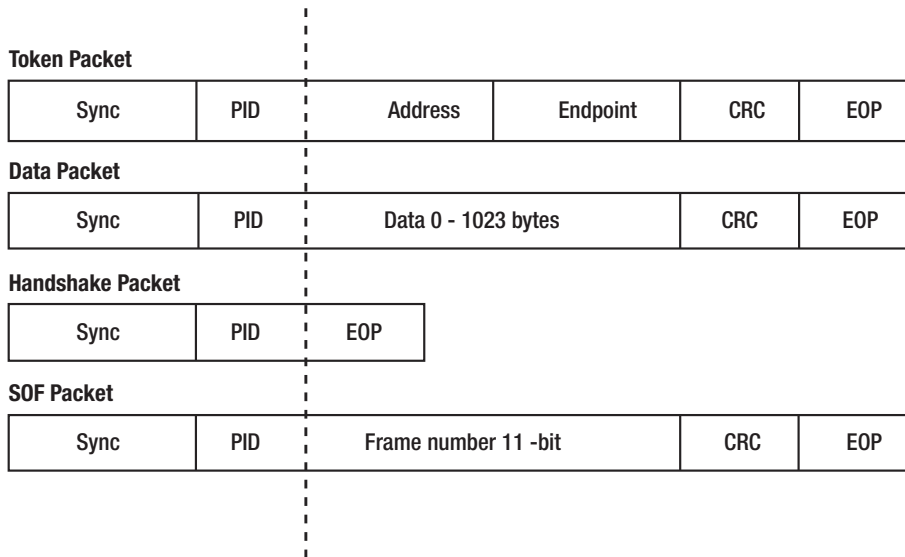 Token Packet
Sync PID Address Endpoint CRC EOP
Data Packet
Sync PID Data 0 - 1023 bytes CRC EOP
Handshake Packet
Sync PID EOP
SOF Packet
Sync PID Frame number 11 -bit CRC EOP